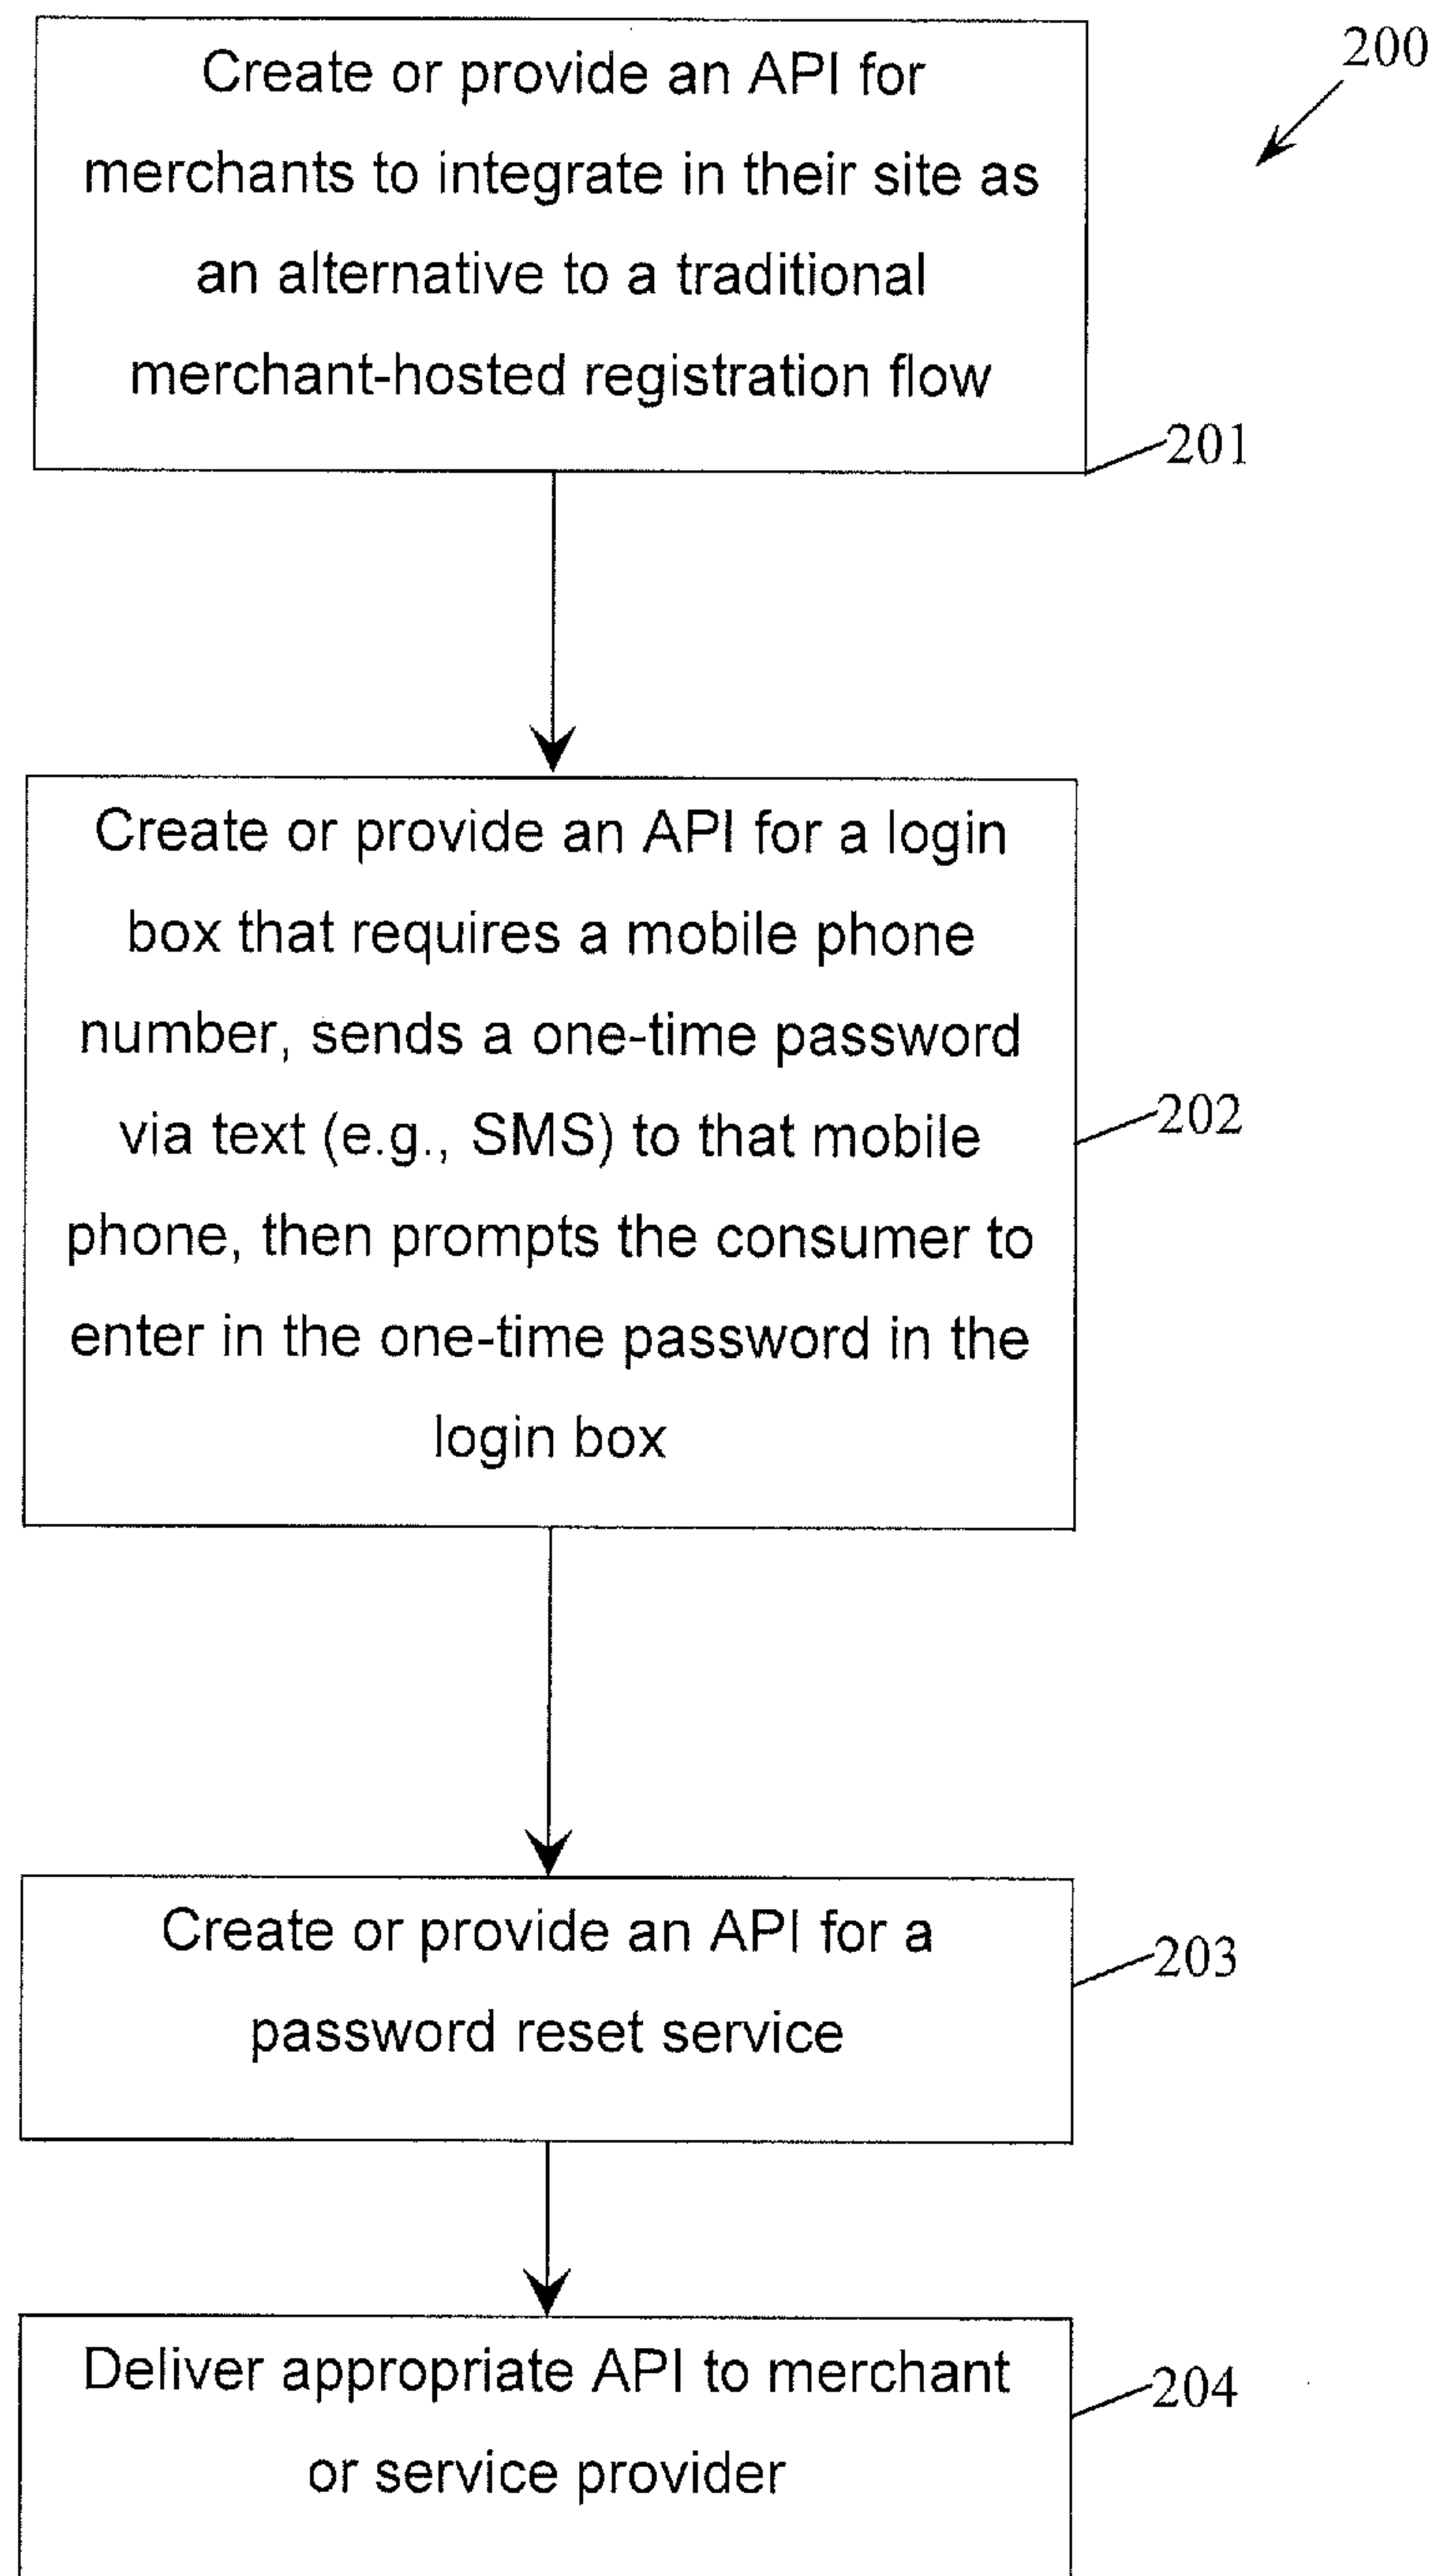 200
Create or provide an API for
merchants to integrate in their site as
an alternative to a traditional
merchant-hosted registration flow
201
Create or provide an API for a login
box that requires a mobile phone
number, sends a one-time password
via text (e.g., SMS) to that mobile
phone, then prompts the consumer to
enter in the one-time password in the
login box
202
Create or provide an API for a
password reset service
203
Deliver appropriate API to merchant
or service provider
204